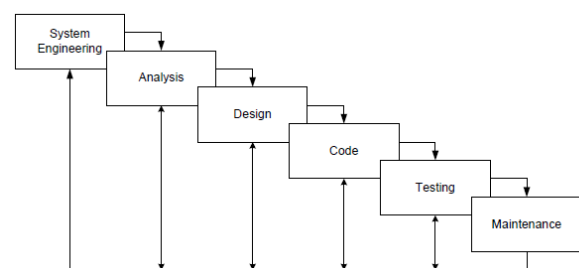 System
Engineering
Analysis
Design
Code
Testing
Maintenance